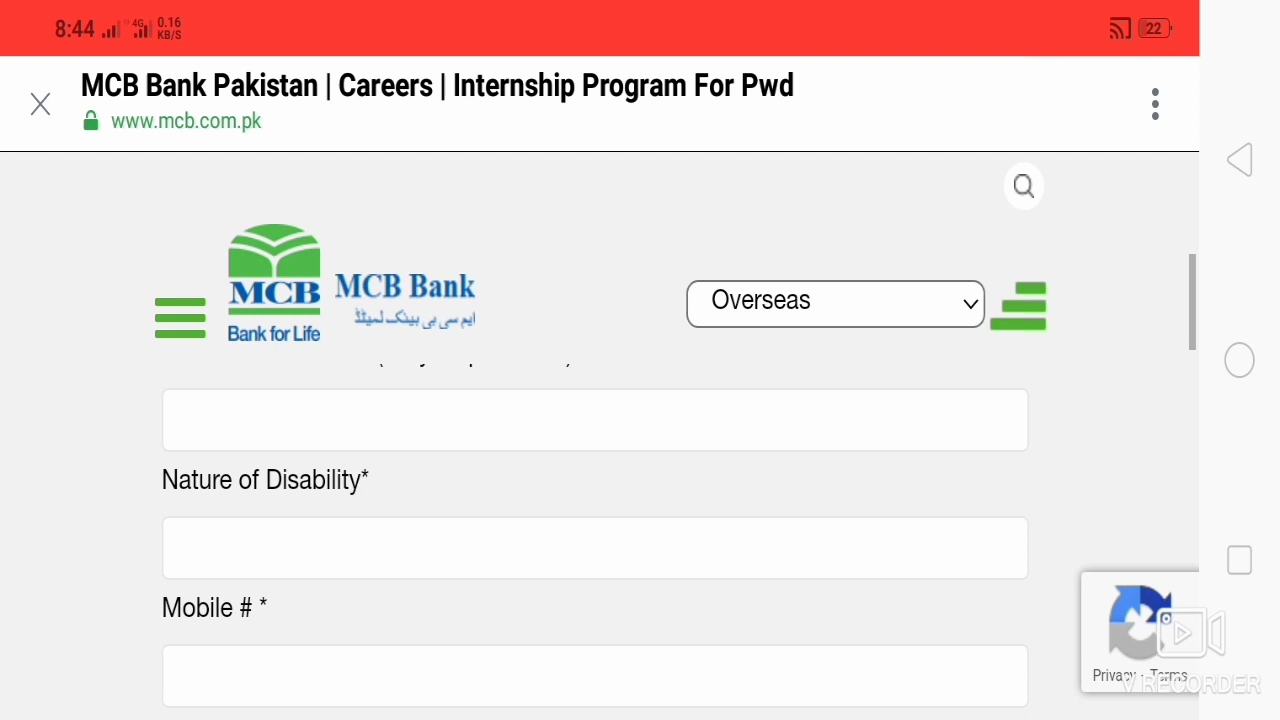 8:44 4G 0.16
KB/S
22
MCB Bank Pakistan | Careers | Internship Program For Pwd
www.mcb.com.pk
MCB
Bank for Life
MCB Bank
ایم سی بی بینک لمیٹڈ
Overseas
Nature of Disability*
Mobile # *
Privacy - Terms
V RECORDER